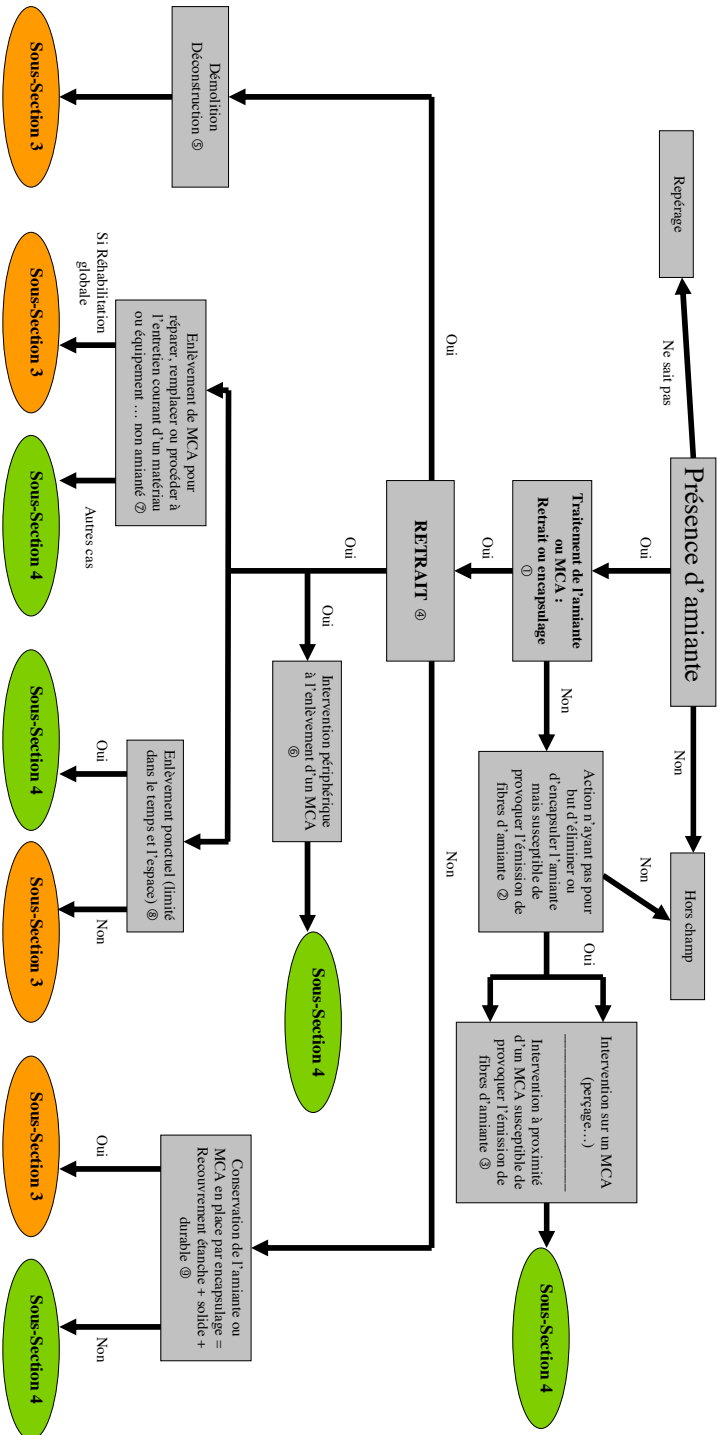 Présence d'amiante
Ne sait pas
Repérage
Non
Hors champ
Oui
Traitement de l'amiante
ou MCA :
Retrait ou encapsulage
①
Non
Action n'ayant pas pour
but d'éliminer ou
d'encapsuler l'amiante
mais susceptible de
provoquer l'émission de
fibres d'amiante ②
Non
Oui
Intervention sur un MCA
(perçage…)
Intervention à proximité
d'un MCA susceptible de
provoquer l'émission de
fibres d'amiante ③
Sous-Section 4
Oui
RETRAIT ④
Oui
Non
Oui
Démolition
Déconstruction ⑤
Sous-Section 3
Oui
Intervention périphérique
à l'enlèvement d'un MCA
⑥
Sous-Section 4
Enlèvement de MCA pour
réparer, remplacer ou procéder à
l'entretien courant d'un matériau
ou équipement … non amianté ⑦
Si Réhabilitation
globale
Autres cas
Sous-Section 3
Sous-Section 4
Enlèvement ponctuel (limité
dans le temps et l'espace) ⑧
Oui
Non
Sous-Section 4
Sous-Section 3
Conservation de l'amiante ou
MCA en place par encapsulage =
Recouvrement étanche + solide +
durable ⑨
Oui
Non
Sous-Section 3
Sous-Section 4